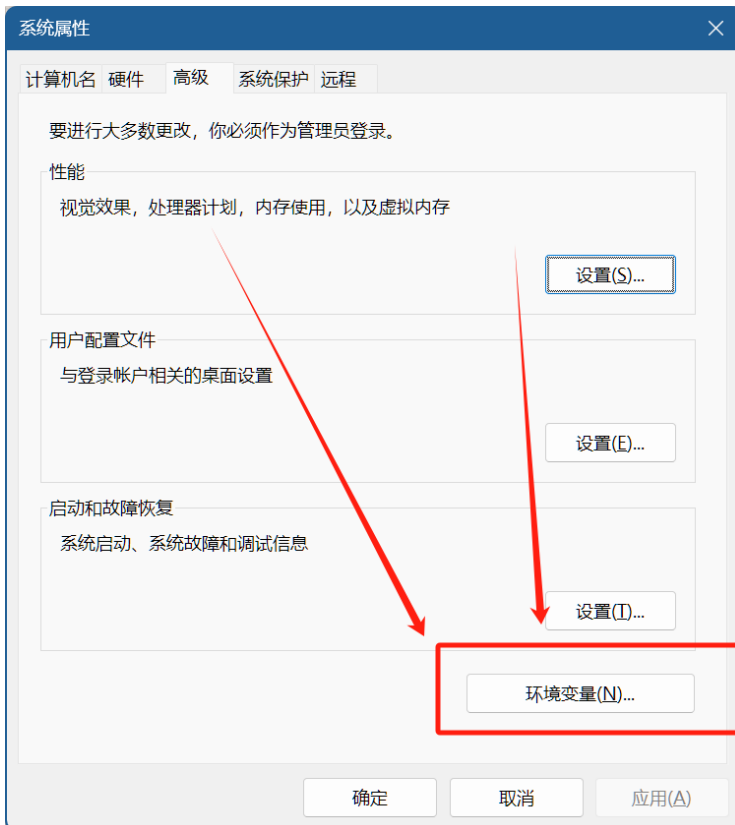 系统属性
计算机名 硬件 高级 系统保护 远程
要进行大多数更改，你必须作为管理员登录。
性能
视觉效果，处理器计划，内存使用，以及虚拟内存
设置(S)...
用户配置文件
与登录帐户相关的桌面设置
设置(E)...
启动和故障恢复
系统启动、系统故障和调试信息
设置(T)...
环境变量(N)...
确定 取消 应用(A)